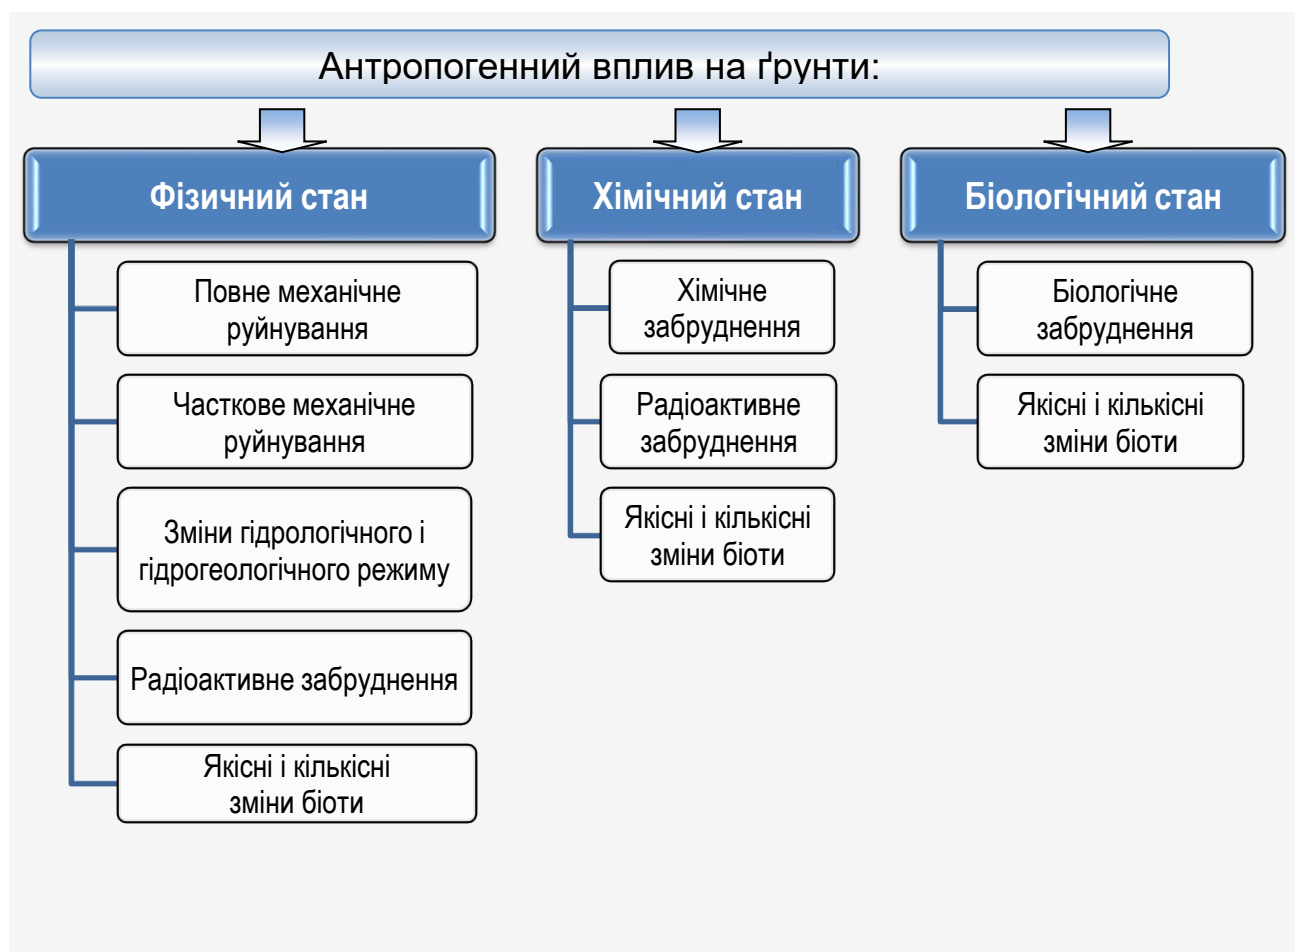 Антропогенний вплив на ґрунти:
Фізичний стан
Повне механічне
руйнування
Часткове механічне
руйнування
Зміни гідрологічного і
гідрогеологічного режиму
Радіоактивне забруднення
Якісні і кількісні
зміни біоти
Хімічний стан
Хімічне
забруднення
Радіоактивне
забруднення
Якісні і кількісні
зміни біоти
Біологічний стан
Біологічне
забруднення
Якісні і кількісні
зміни біоти